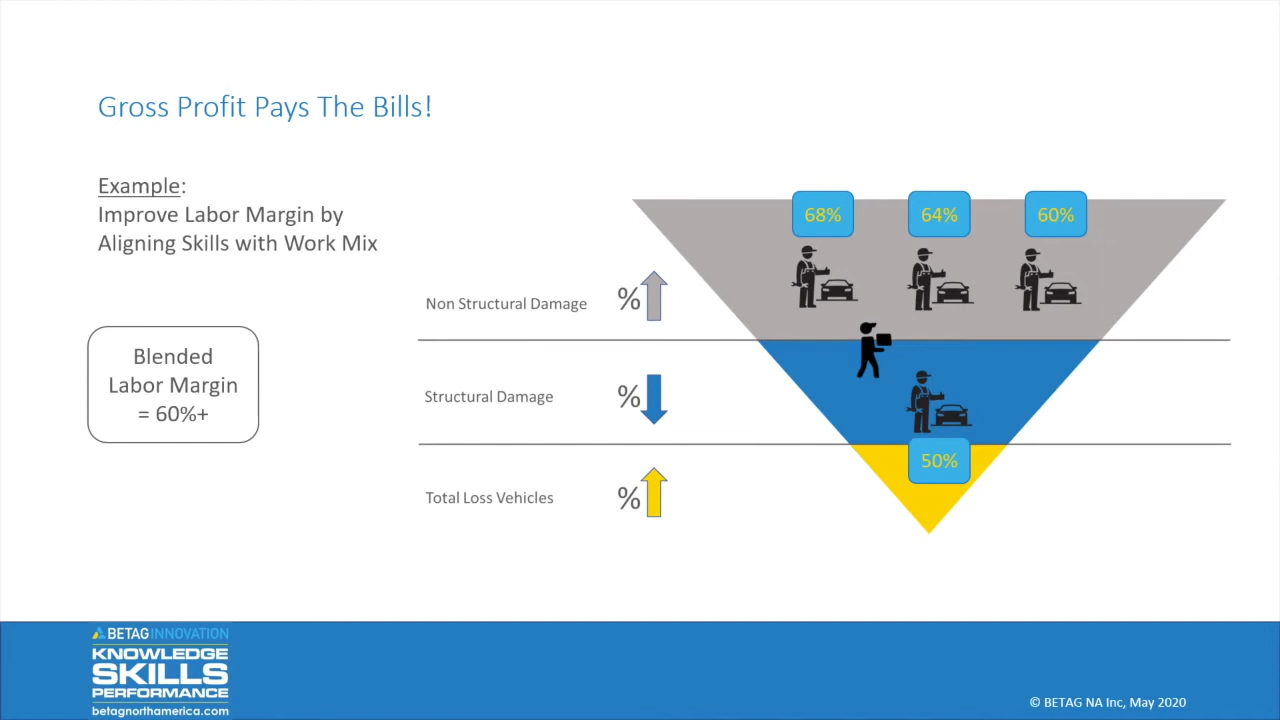 Gross Profit Pays The Bills!
Example:
Improve Labor Margin by
Aligning Skills with Work Mix
68%
64%
60%
Non Structural Damage
%
Blended
Labor Margin
= 60%+
Structural Damage
%
50%
Total Loss Vehicles
%
BETAG INNOVATION
KNOWLEDGE
SKILLS
PERFORMANCE
betagnorthamerica.com
© BETAG NA Inc, May 2020